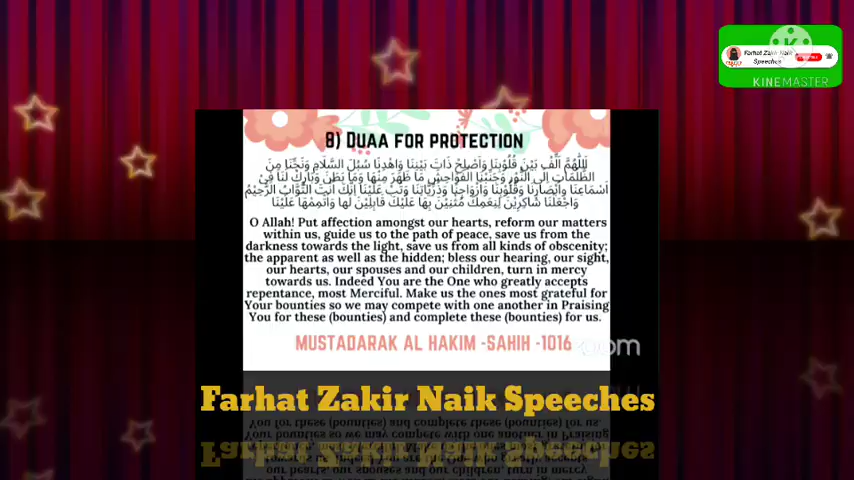 Farhat Zakir Naik
Speeches
KINEMASTER
8) DUAA FOR PROTECTION
اللَّهُمَّ أَلِّفْ بَيْنَ قُلُوبِنَا وَأَصْلِحْ ذَاتَ بَيْنِنَا وَاهْدِنَا سُبُلَ السَّلَامِ وَنَجِّنَا مِنَ
الظُّلُمَاتِ إِلَى النُّورِ وَجَنِّبْنَا الْفَوَاحِشَ مَا ظَهَرَ مِنْهَا وَمَا بَطَنَ وَبَارِكْ لَنَا فِي
أَسْمَاعِنَا وَأَبْصَارِنَا وَقُلُوبِنَا وَأَزْوَاجِنَا وَذُرِّيَّاتِنَا وَتُبْ عَلَيْنَا إِنَّكَ أَنْتَ التَّوَّابُ الرَّحِيمُ
وَاجْعَلْنَا شَاكِرِينَ لِنِعَمِكَ مُثْنِينَ بِهَا عَلَيْكَ قَابِلِينَ لَهَا وَأَتْمِمْهَا عَلَيْنَا
O Allah! Put affection amongst our hearts, reform our matters
within us, guide us to the path of peace, save us from the
darkness towards the light, save us from all kinds of obscenity;
the apparent as well as the hidden; bless our hearing, our sight,
our hearts, our spouses and our children, turn in mercy
towards us. Indeed You are the One who greatly accepts
repentance, most Merciful. Make us the ones most grateful for
Your bounties so we may compete with one another in Praising
You for these (bounties) and complete these (bounties) for us.
MUSTADARAK AL HAKIM -SAHIH -1016
Farhat Zakir Naik Speeches